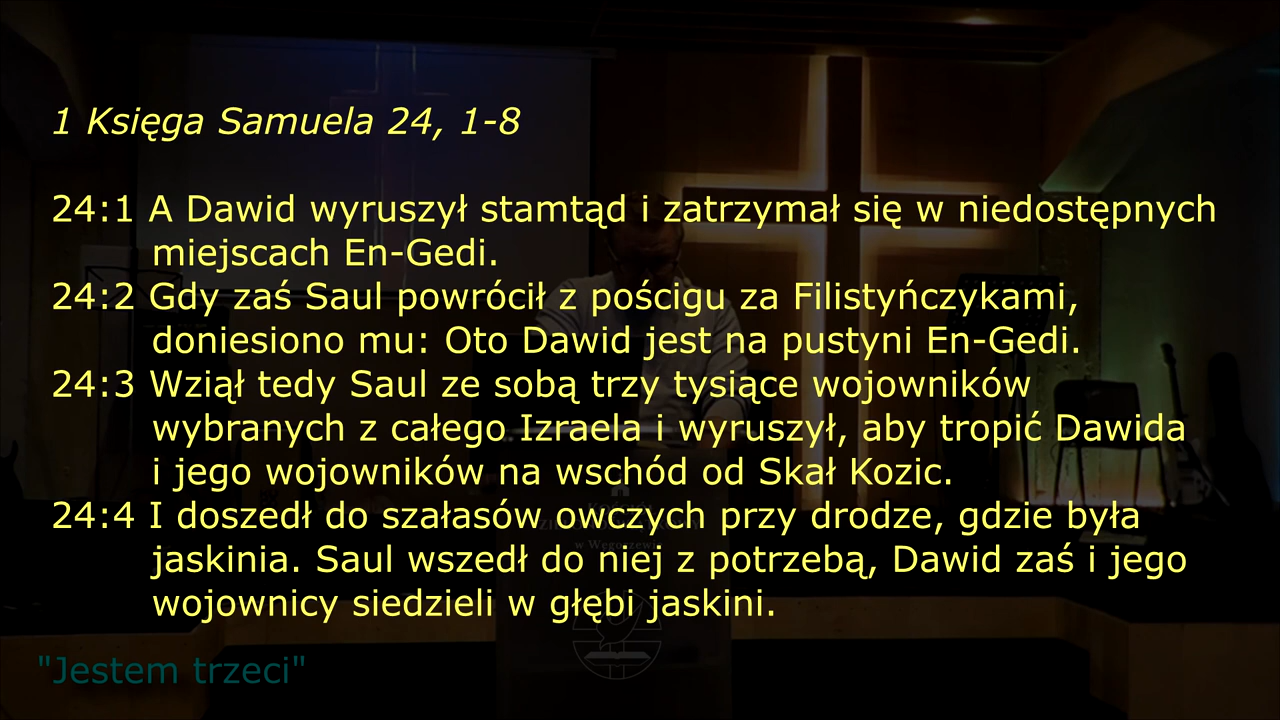 1 Księga Samuela 24, 1-8
24:1 A Dawid wyruszył stamtąd i zatrzymał się w niedostępnych
miejscach En-Gedi.
24:2 Gdy zaś Saul powrócił z pościgu za Filistyńczykami,
doniesiono mu: Oto Dawid jest na pustyni En-Gedi.
24:3 Wziął tedy Saul ze sobą trzy tysiące wojowników
wybranych z całego Izraela i wyruszył, aby tropić Dawida
i jego wojowników na wschód od Skał Kozic.
24:4 I doszedł do szałasów owczych przy drodze, gdzie była
jaskinia. Saul wszedł do niej z potrzebą, Dawid zaś i jego
wojownicy siedzieli w głębi jaskini.
w Węgorzewie
"Jestem trzeci"